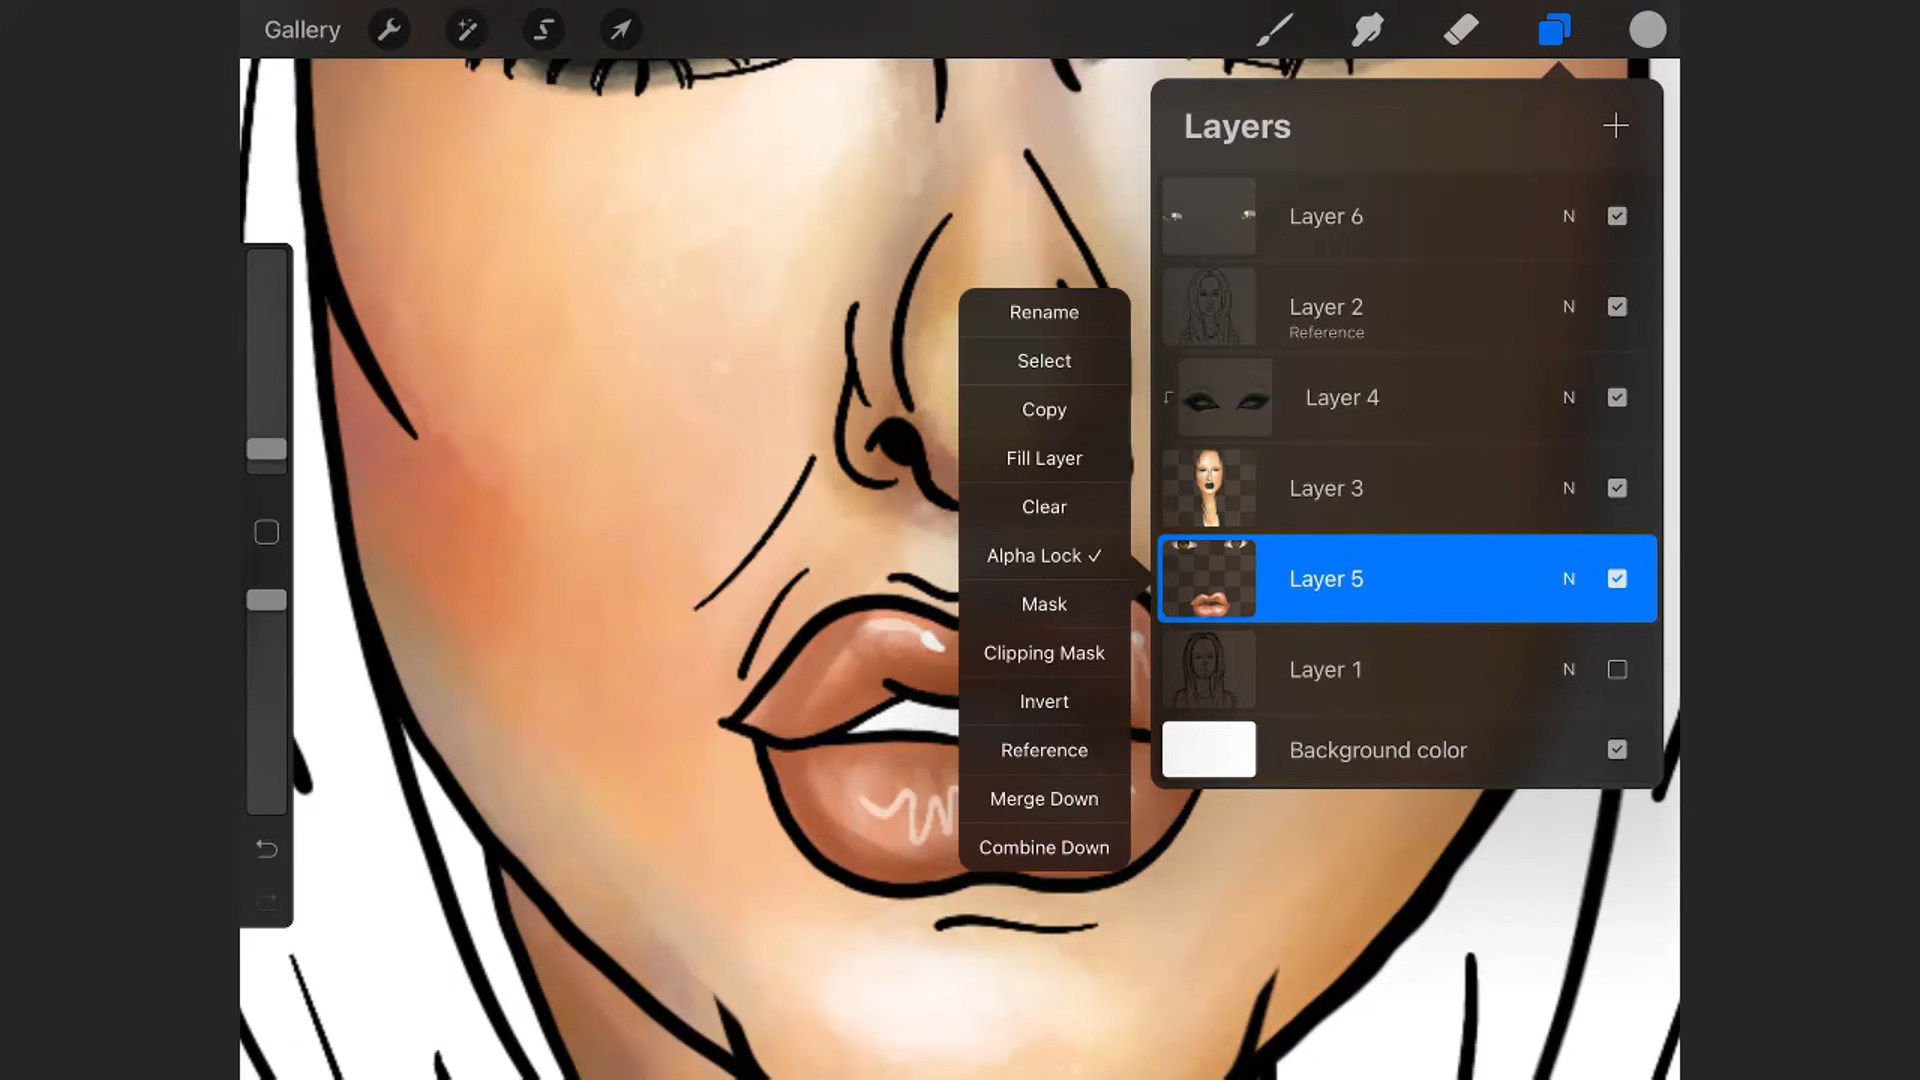 Gallery
Layers
Layer 6 N
Layer 2 N
Reference
Layer 4 N
Layer 3 N
Layer 5 N
Layer 1 N
Background color
Rename
Select
Copy
Fill Layer
Clear
Alpha Lock ✓
Mask
Clipping Mask
Invert
Reference
Merge Down
Combine Down